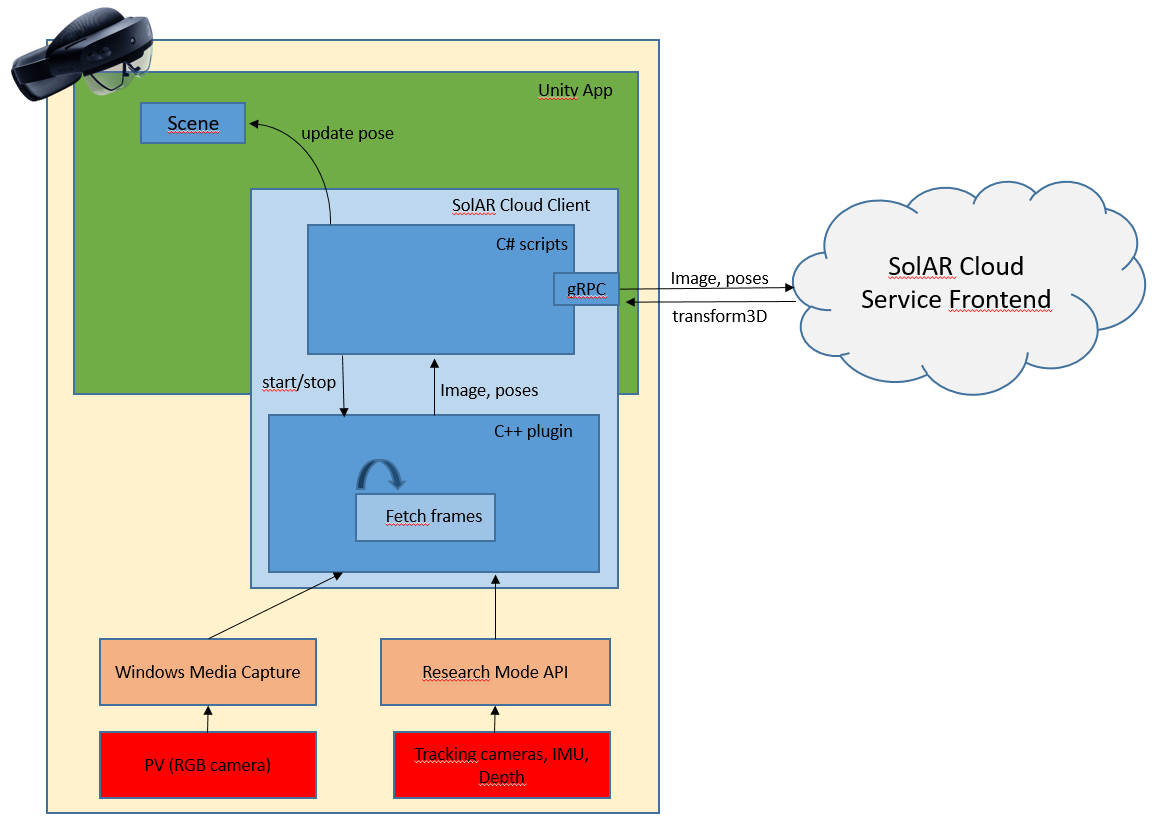 Unity App
Scene
update pose
SolAR Cloud Client
C# scripts
gRPC
Image, poses
transform3D
SolAR Cloud
Service Frontend
start/stop
Image, poses
C++ plugin
Fetch frames
Windows Media Capture
Research Mode API
PV (RGB camera)
Tracking cameras, IMU,
Depth